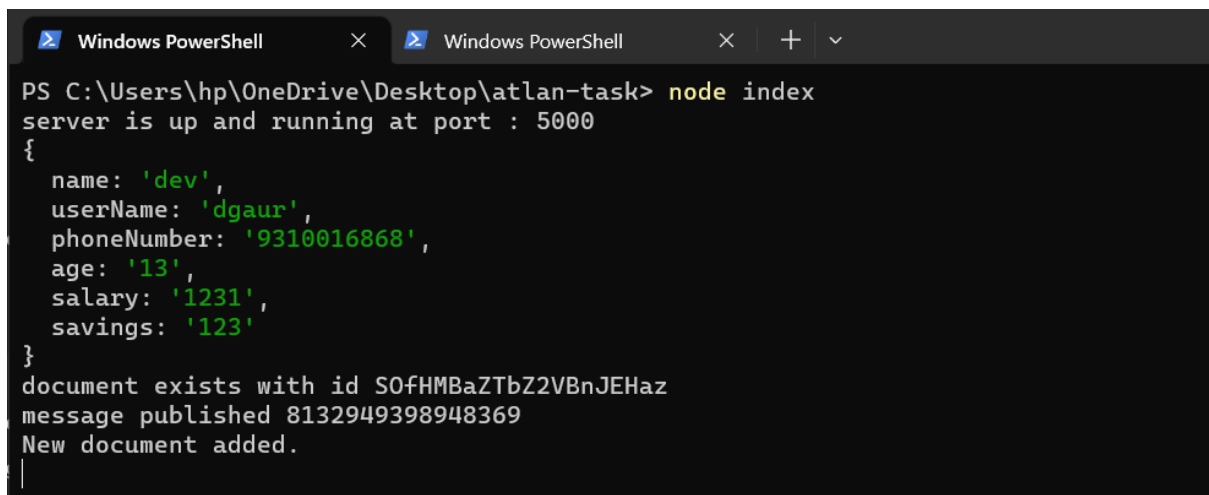 Windows PowerShell Windows PowerShell
PS C:\Users\hp\OneDrive\Desktop\atlan-task> node index
server is up and running at port : 5000
{
  name: 'dev',
  userName: 'dgaur',
  phoneNumber: '9310016868',
  age: '13',
  salary: '1231',
  savings: '123'
}
document exists with id SOfHMBaZTbZ2VBnJEHaz
message published 8132949398948369
New document added.